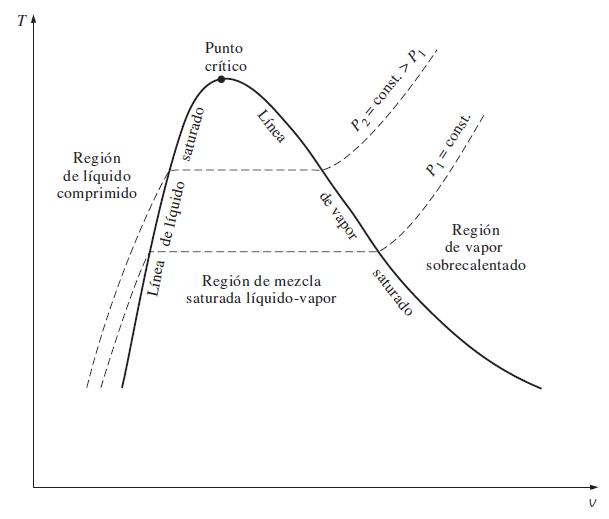 T
Punto
crítico
P₂ = const. > P₁
P₁ = const.
Línea de líquido saturado
Línea de vapor saturado
Región
de líquido
comprimido
Región de mezcla
saturada líquido-vapor
Región
de vapor
sobrecalentado
v